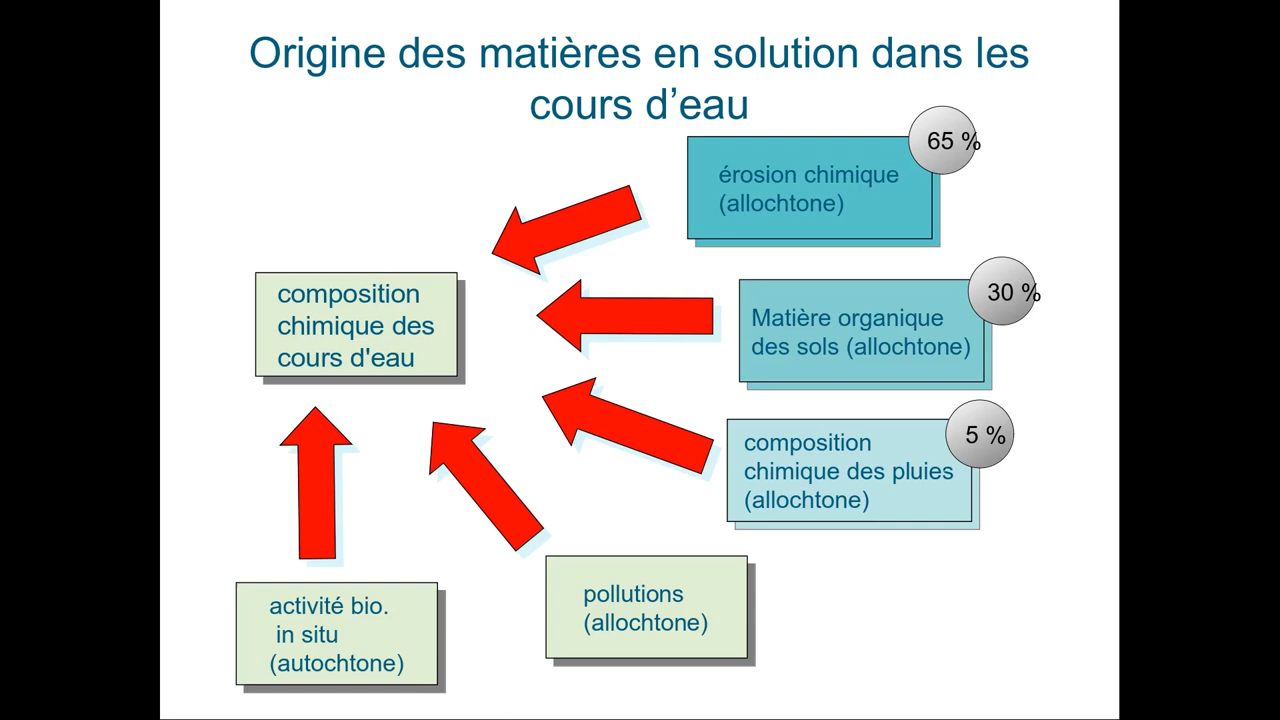 Origine des matières en solution dans les
cours d’eau
65 %
érosion chimique
(allochtone)
30 %
Matière organique
des sols (allochtone)
composition
chimique des
cours d'eau
5 %
composition
chimique des pluies
(allochtone)
pollutions
(allochtone)
activité bio.
in situ
(autochtone)